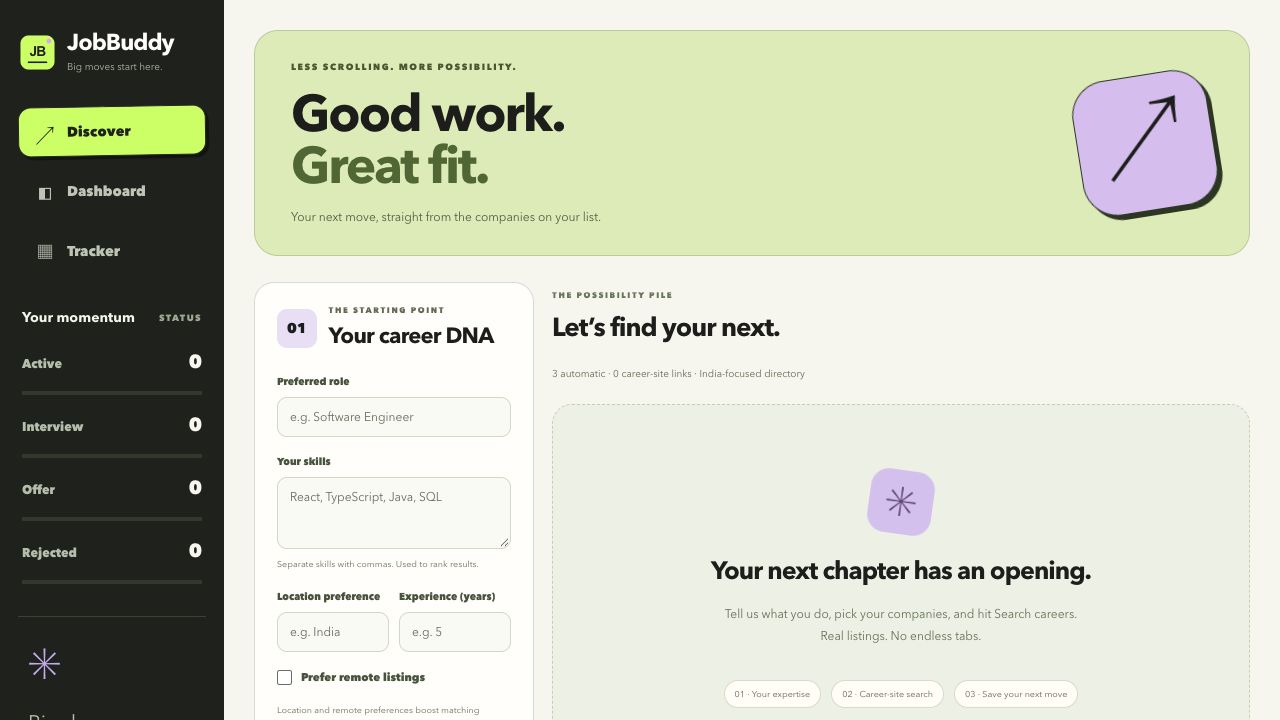 JB
JobBuddy
Big moves start here.
Discover
Dashboard
Tracker
Your momentum
STATUS
Active
0
Interview
0
Offer
0
Rejected
0
LESS SCROLLING. MORE POSSIBILITY.
Good work.
Great fit.
Your next move, straight from the companies on your list.
01
THE STARTING POINT
Your career DNA
Preferred role
e.g. Software Engineer
Your skills
React, TypeScript, Java, SQL
Separate skills with commas. Used to rank results.
Location preference
Experience (years)
e.g. India
e.g. 5
Prefer remote listings
Location and remote preferences boost matching
THE POSSIBILITY PILE
Let’s find your next.
3 automatic · 0 career-site links · India-focused directory
Your next chapter has an opening.
Tell us what you do, pick your companies, and hit Search careers.
Real listings. No endless tabs.
01 · Your expertise
02 · Career-site search
03 · Save your next move